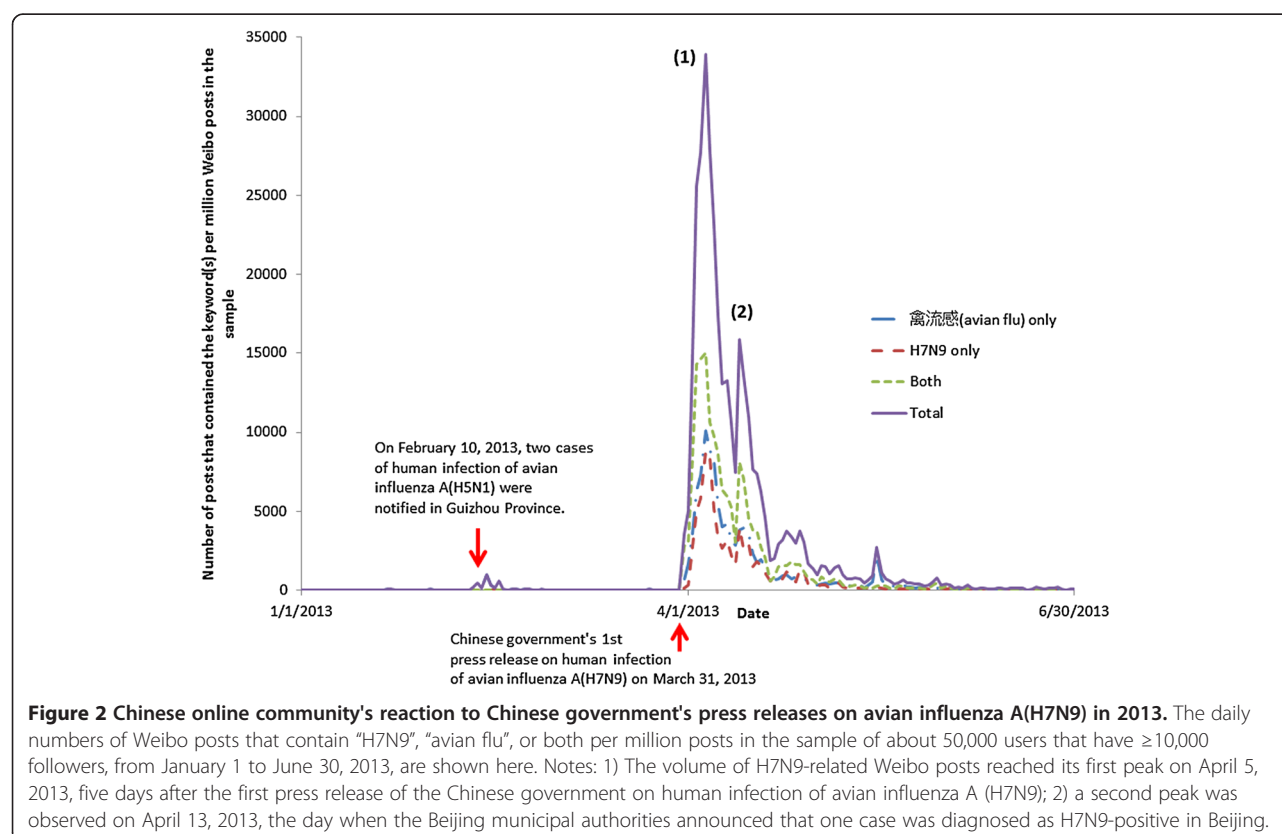 Number of posts that contained the keyword(s) per million Weibo posts in the
sample
35000
30000
25000
20000
15000
10000
5000
0
(1)
(2)
禽流感(avian flu) only
H7N9 only
Both
Total
On February 10, 2013, two cases
of human infection of avian
influenza A(H5N1) were
notified in Guizhou Province.
1/1/2013
4/1/2013
Date
6/30/2013
Chinese government's 1st
press release on human infection
of avian influenza A(H7N9) on March 31, 2013
Figure 2 Chinese online community's reaction to Chinese government's press releases on avian influenza A(H7N9) in 2013. The daily
numbers of Weibo posts that contain “H7N9”, “avian flu”, or both per million posts in the sample of about 50,000 users that have ≥10,000
followers, from January 1 to June 30, 2013, are shown here. Notes: 1) The volume of H7N9-related Weibo posts reached its first peak on April 5,
2013, five days after the first press release of the Chinese government on human infection of avian influenza A (H7N9); 2) a second peak was
observed on April 13, 2013, the day when the Beijing municipal authorities announced that one case was diagnosed as H7N9-positive in Beijing.